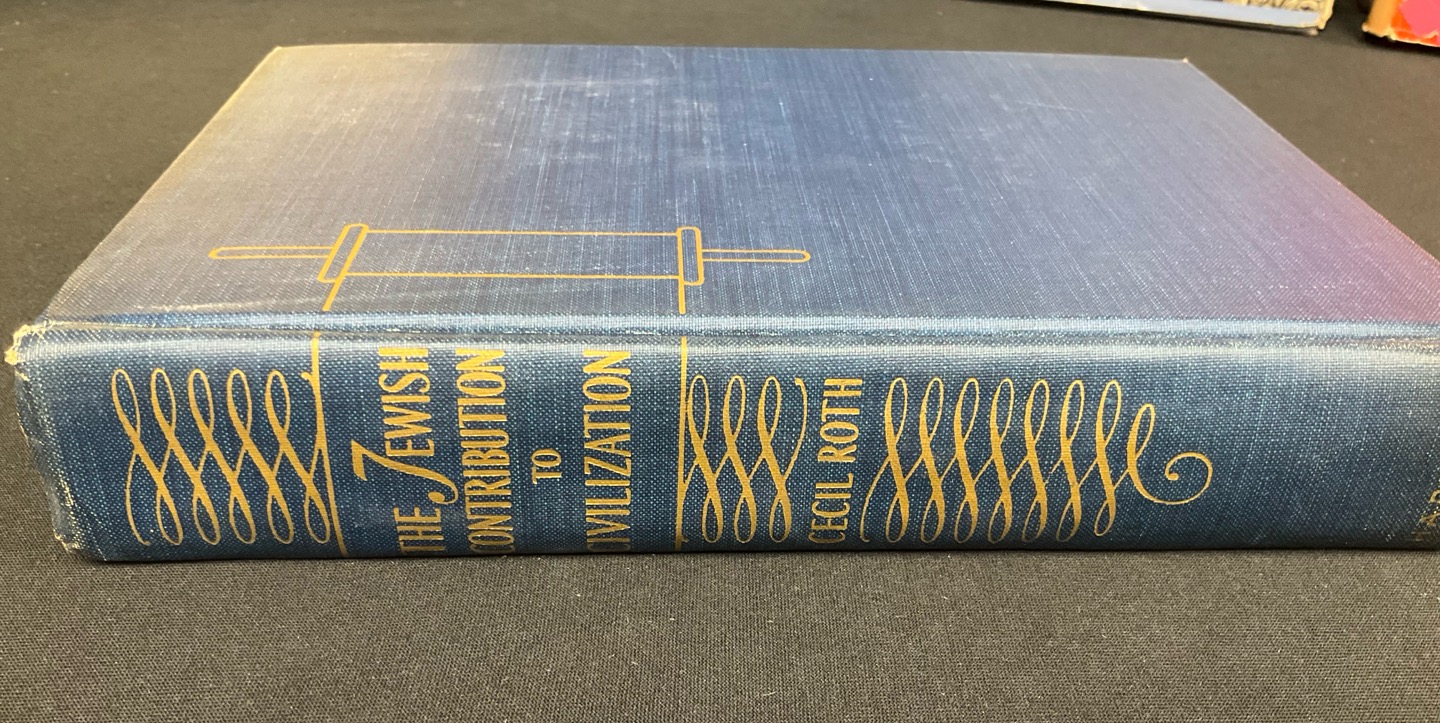 THE JEWISH
CONTRIBUTION
TO
CIVILIZATION
CECIL ROTH